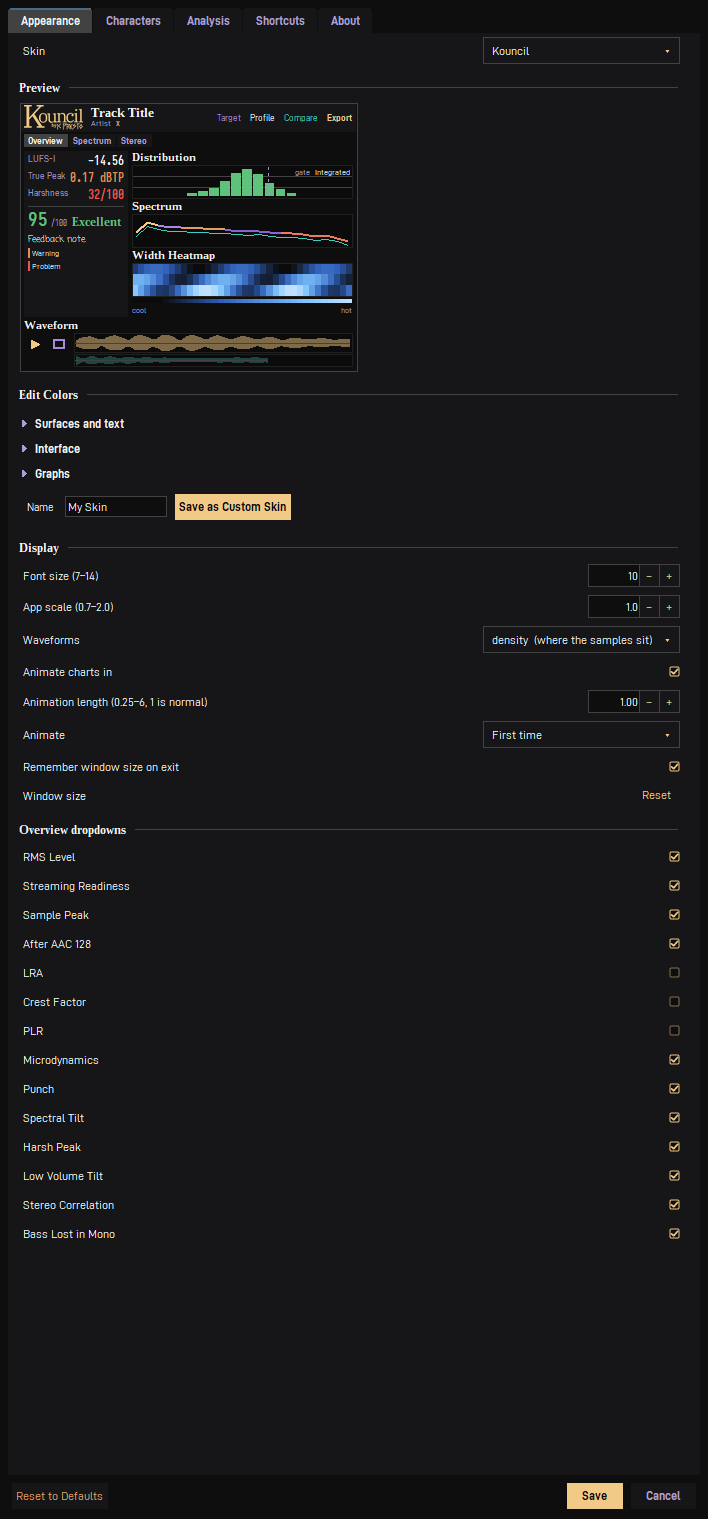 Appearance Characters Analysis Shortcuts About
Skin Kouncil
Preview
Kouncil Track Title
Artist X Target Profile Compare Export
Overview Spectrum Stereo
LUFS-I -14.56
True Peak 0.17 dBTP
Harshness 32/100
95 /100 Excellent
Feedback note.
Warning
Problem
Distribution
gate Integrated
Spectrum
Width Heatmap
cool hot
Waveform
Edit Colors
Surfaces and text
Interface
Graphs
Name My Skin Save as Custom Skin
Display
Font size (7–14) 10 − +
App scale (0.7–2.0) 1.0 − +
Waveforms density (where the samples sit)
Animate charts in
Animation length (0.25–6, 1 is normal) 1.00 − +
Animate First time
Remember window size on exit
Window size Reset
Overview dropdowns
RMS Level
Streaming Readiness
Sample Peak
After AAC 128
LRA
Crest Factor
PLR
Microdynamics
Punch
Spectral Tilt
Harsh Peak
Low Volume Tilt
Stereo Correlation
Bass Lost in Mono
Reset to Defaults Save Cancel